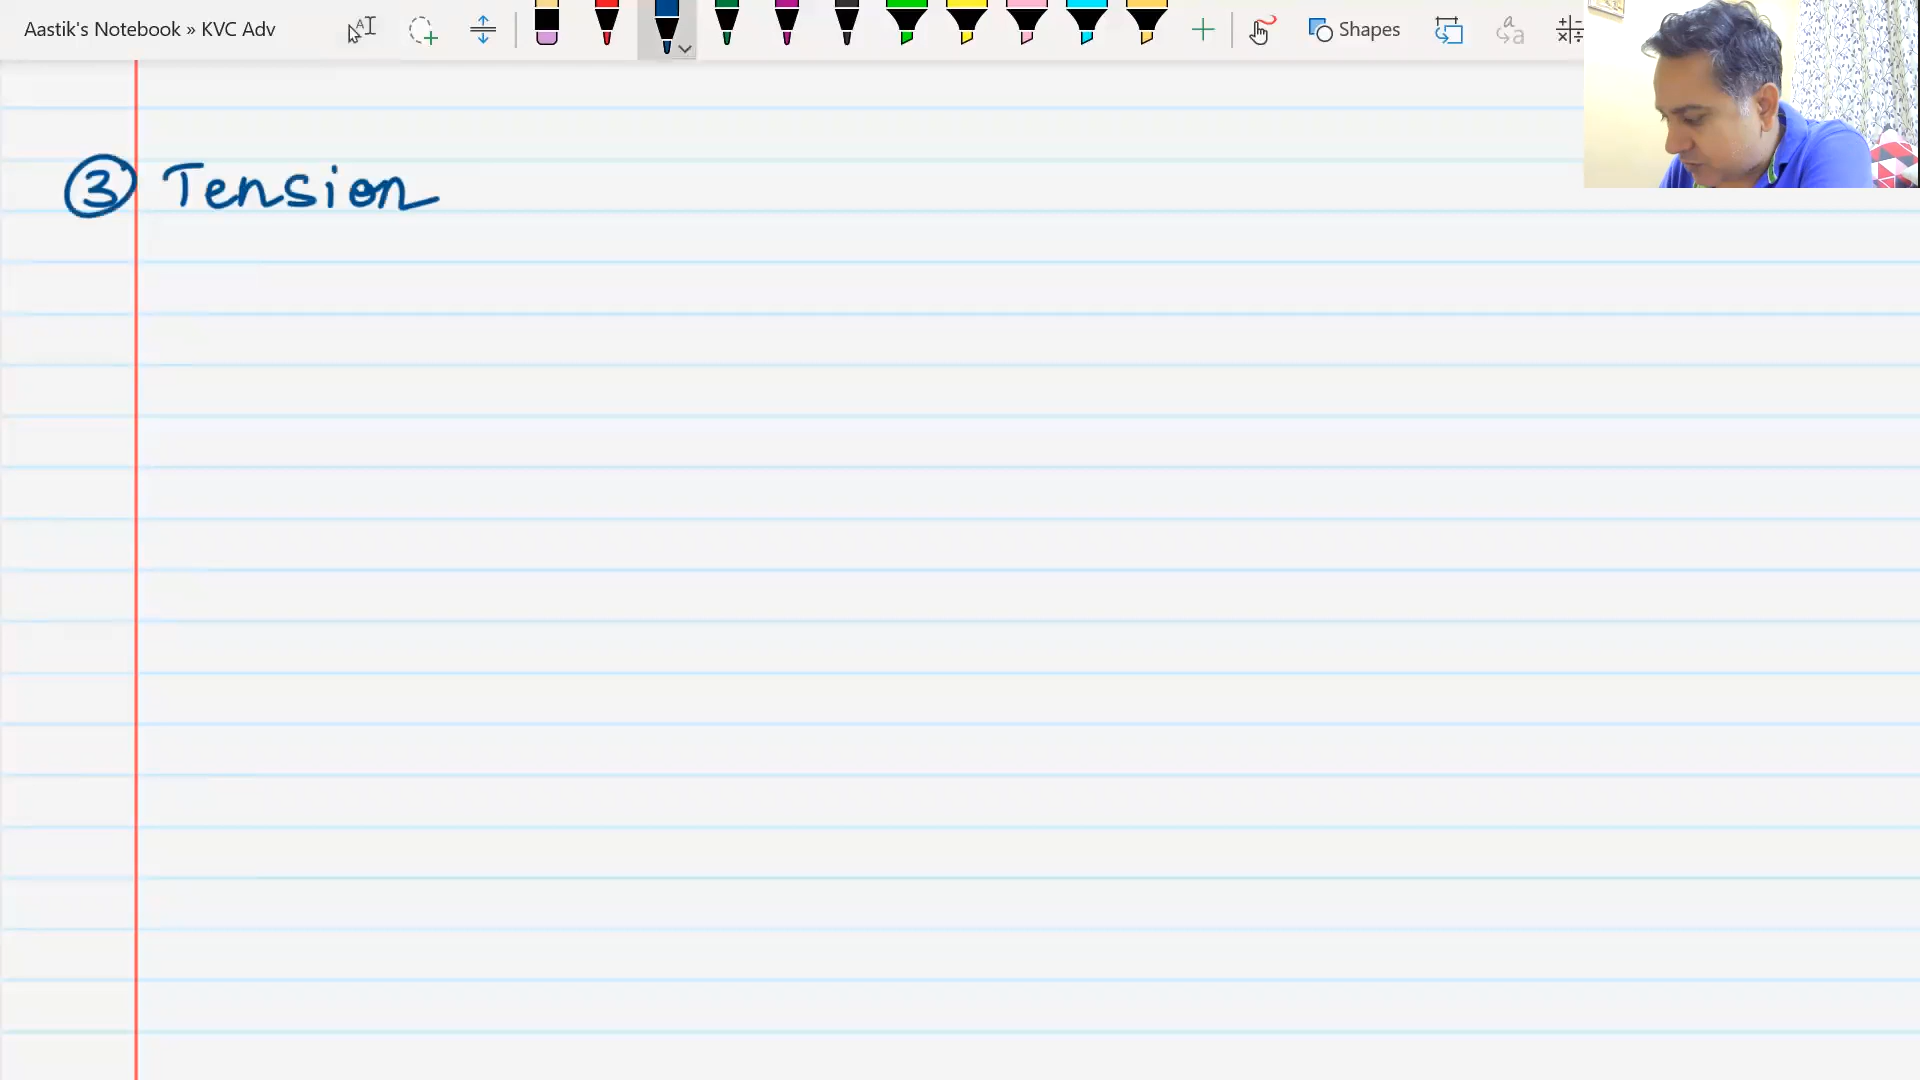 Aastik's Notebook » KVC Adv
Shapes
③ Tension